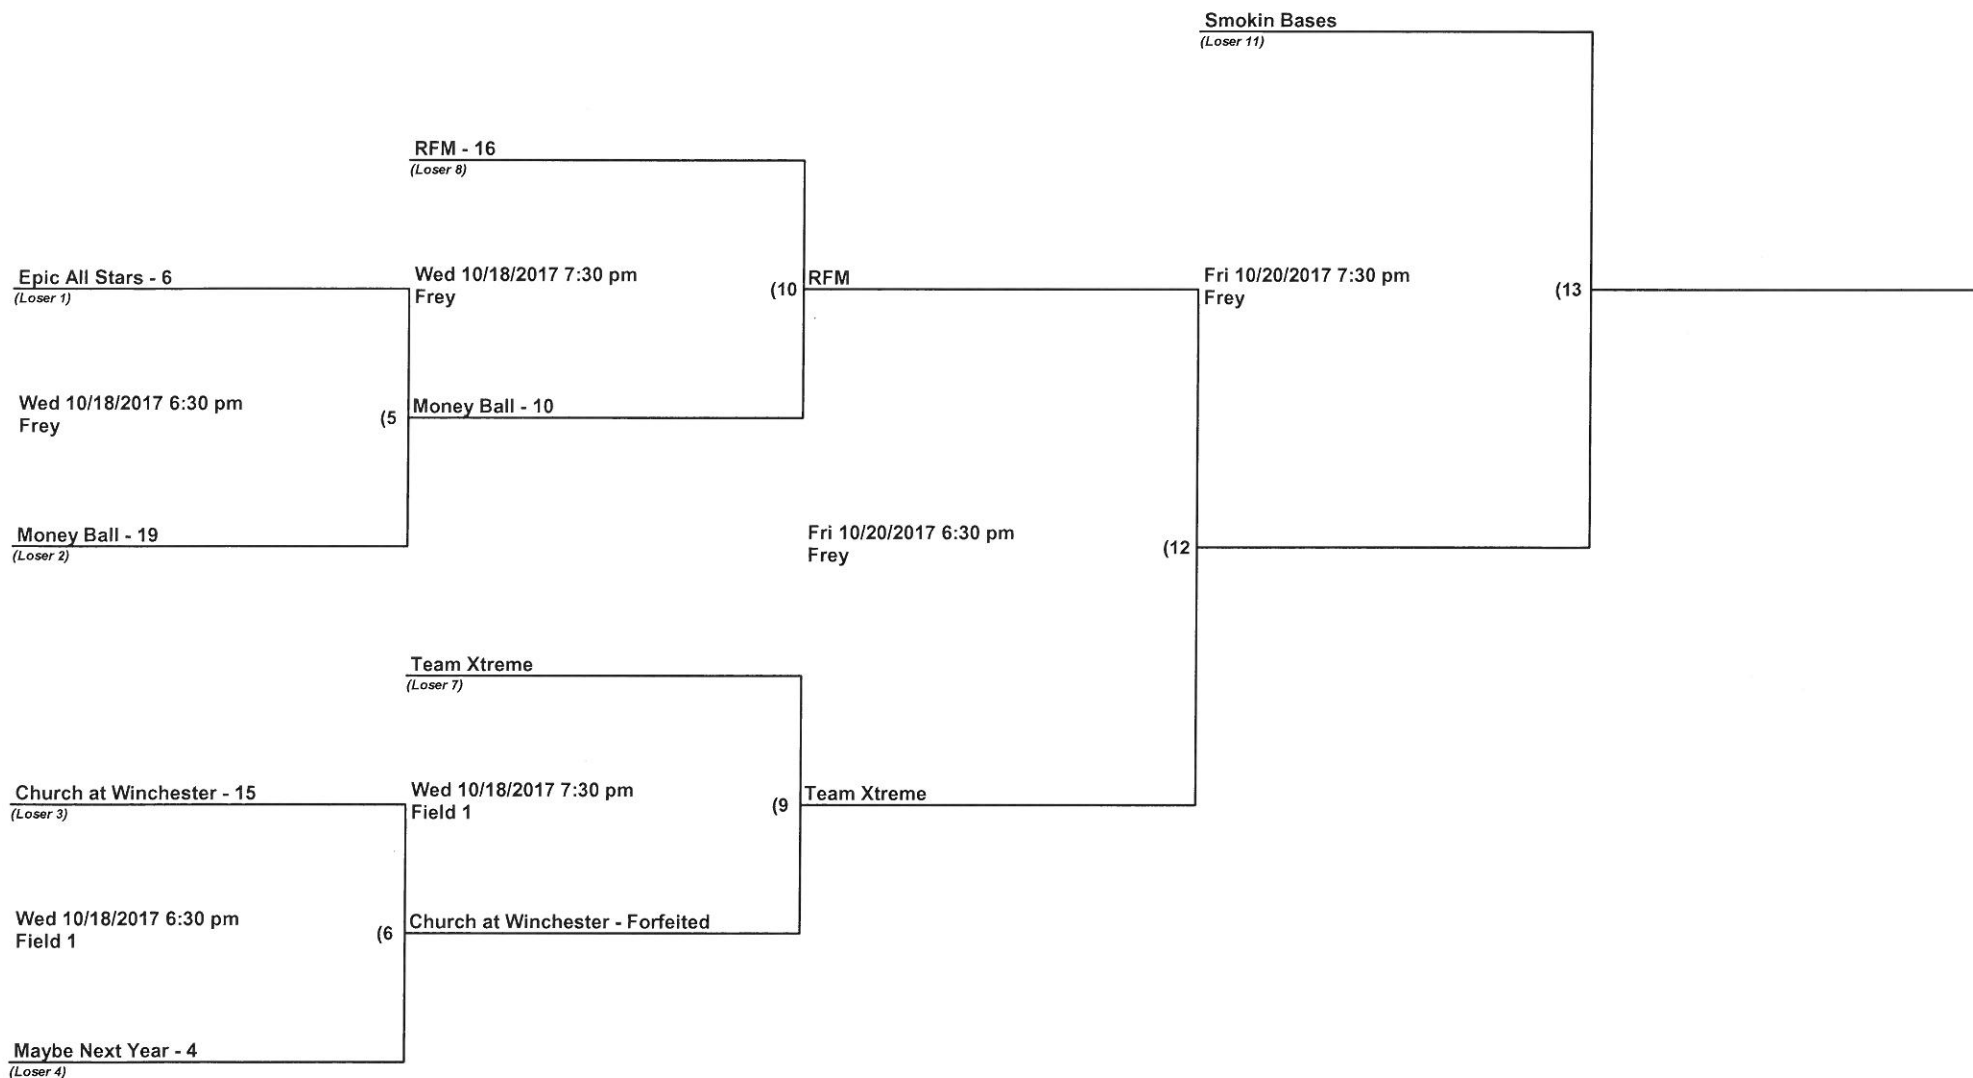 Smokin Bases
(Loser 11)
RFM - 16
(Loser 8)
Epic All Stars - 6
(Loser 1)
Wed 10/18/2017 7:30 pm
Frey
(10
RFM
Fri 10/20/2017 7:30 pm
Frey
(13
Wed 10/18/2017 6:30 pm
Frey
(5
Money Ball - 10
Money Ball - 19
(Loser 2)
Fri 10/20/2017 6:30 pm
Frey
(12
Team Xtreme
(Loser 7)
Church at Winchester - 15
(Loser 3)
Wed 10/18/2017 7:30 pm
Field 1
(9
Team Xtreme
Wed 10/18/2017 6:30 pm
Field 1
(6
Church at Winchester - Forfeited
Maybe Next Year - 4
(Loser 4)